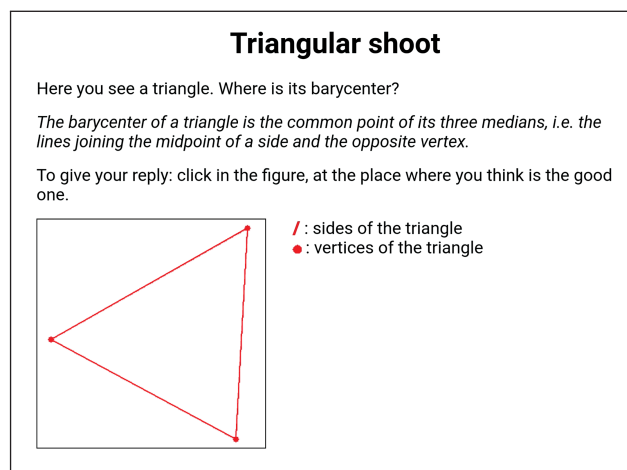 Triangular shoot
Here you see a triangle. Where is its barycenter?
The barycenter of a triangle is the common point of its three medians, i.e. the
lines joining the midpoint of a side and the opposite vertex.
To give your reply: click in the figure, at the place where you think is the good
one.
/ : sides of the triangle
● : vertices of the triangle